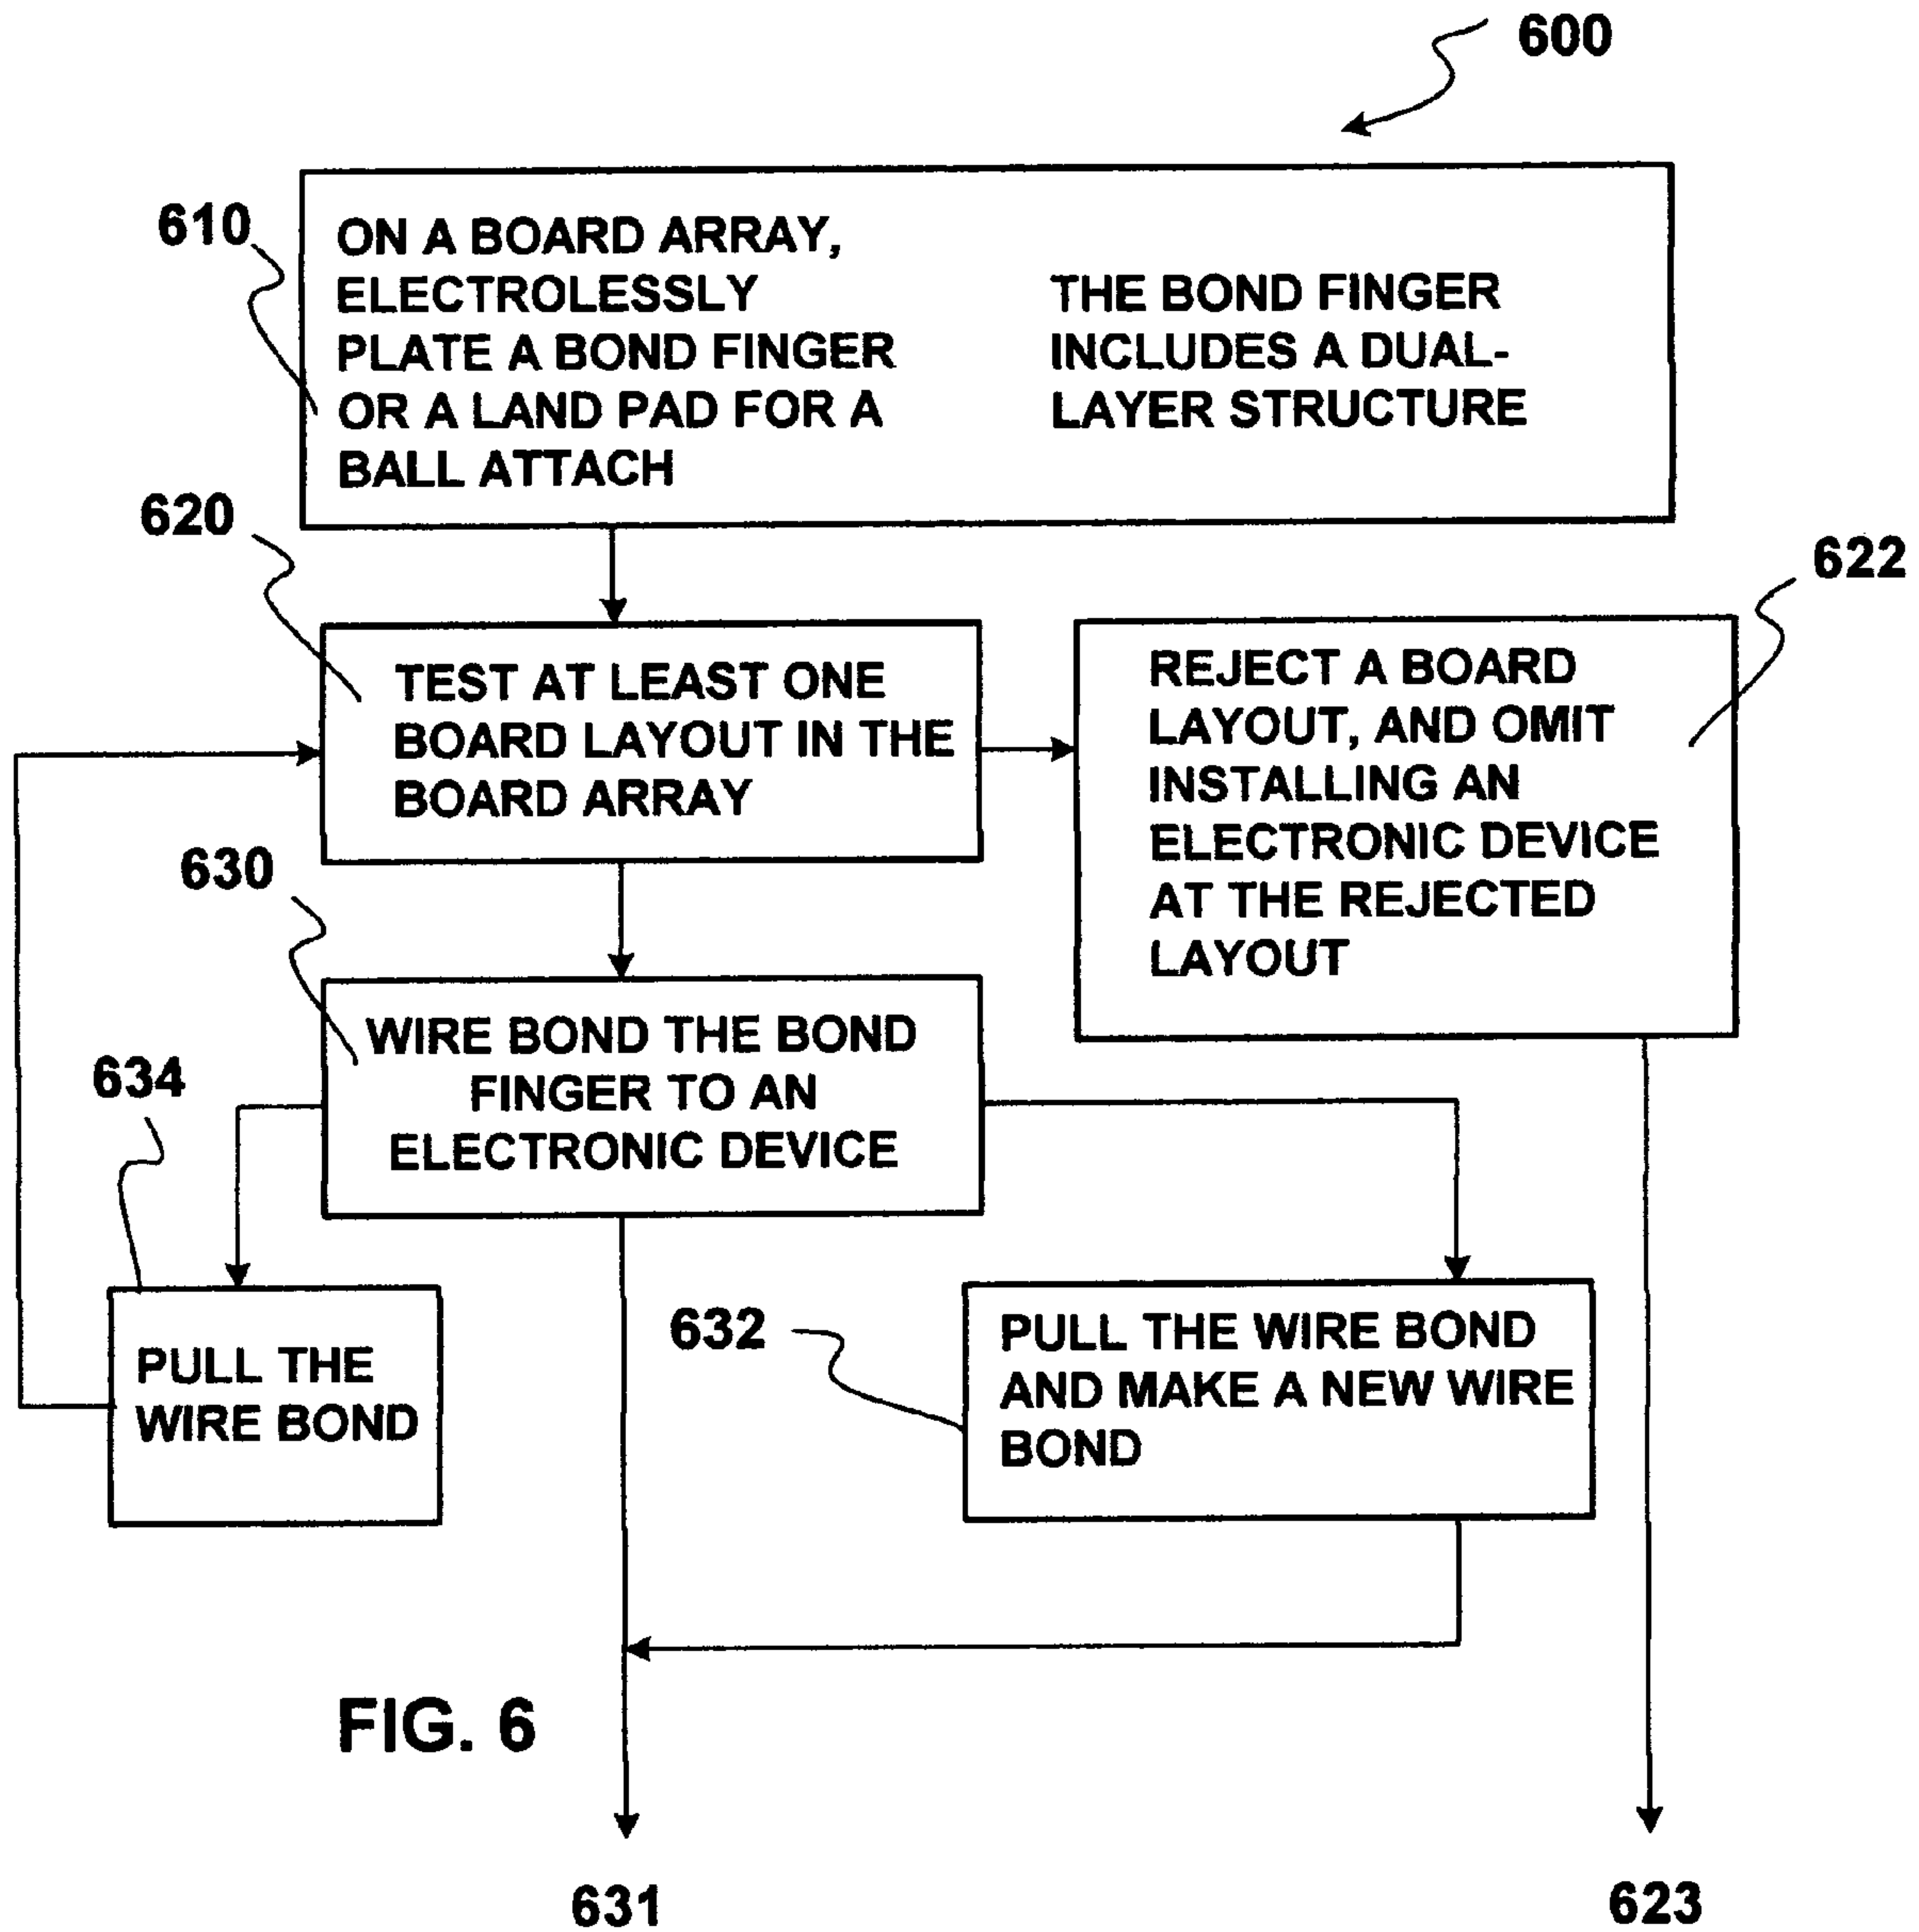 600
610
ON A BOARD ARRAY,
ELECTROLESSLY
PLATE A BOND FINGER
OR A LAND PAD FOR A
BALL ATTACH
THE BOND FINGER
INCLUDES A DUAL-
LAYER STRUCTURE
620
TEST AT LEAST ONE
BOARD LAYOUT IN THE
BOARD ARRAY
622
REJECT A BOARD
LAYOUT, AND OMIT
INSTALLING AN
ELECTRONIC DEVICE
AT THE REJECTED
LAYOUT
630
WIRE BOND THE BOND
FINGER TO AN
ELECTRONIC DEVICE
634
PULL THE
WIRE BOND
632
PULL THE WIRE BOND
AND MAKE A NEW WIRE
BOND
FIG. 6
631
623